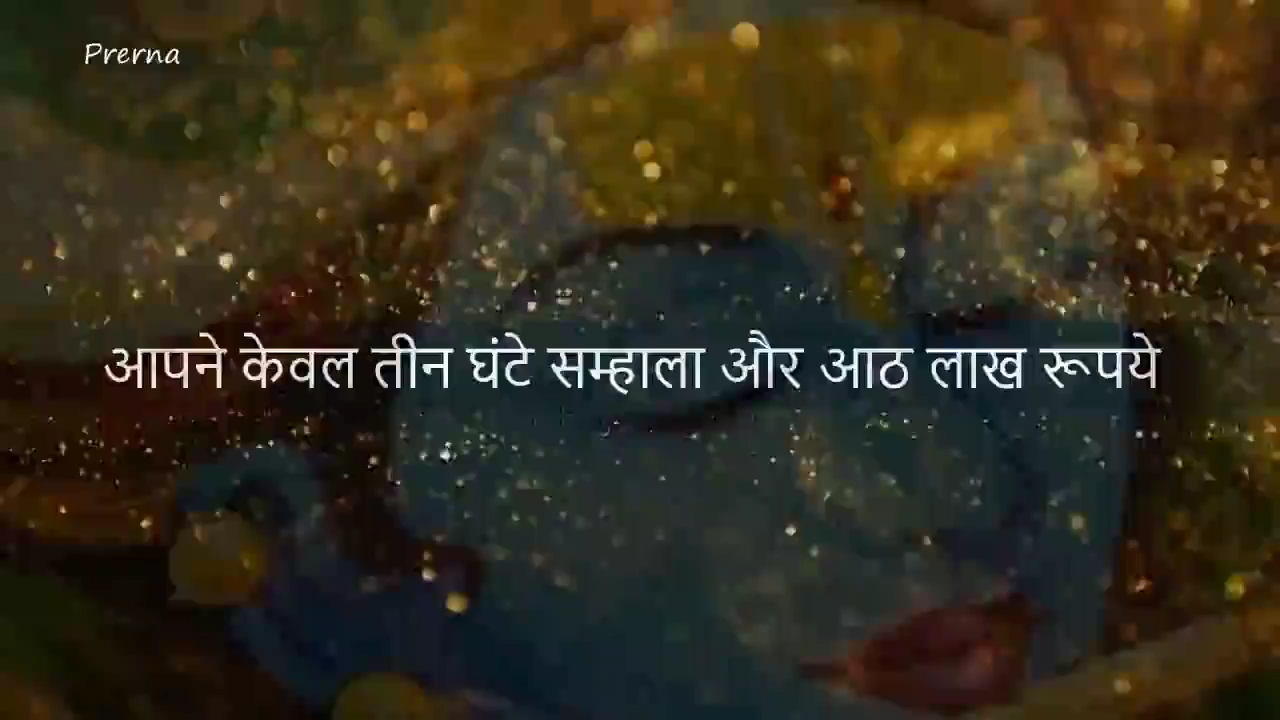 Prerna
आपने केवल तीन घंटे सम्हाला और आठ लाख रूपये